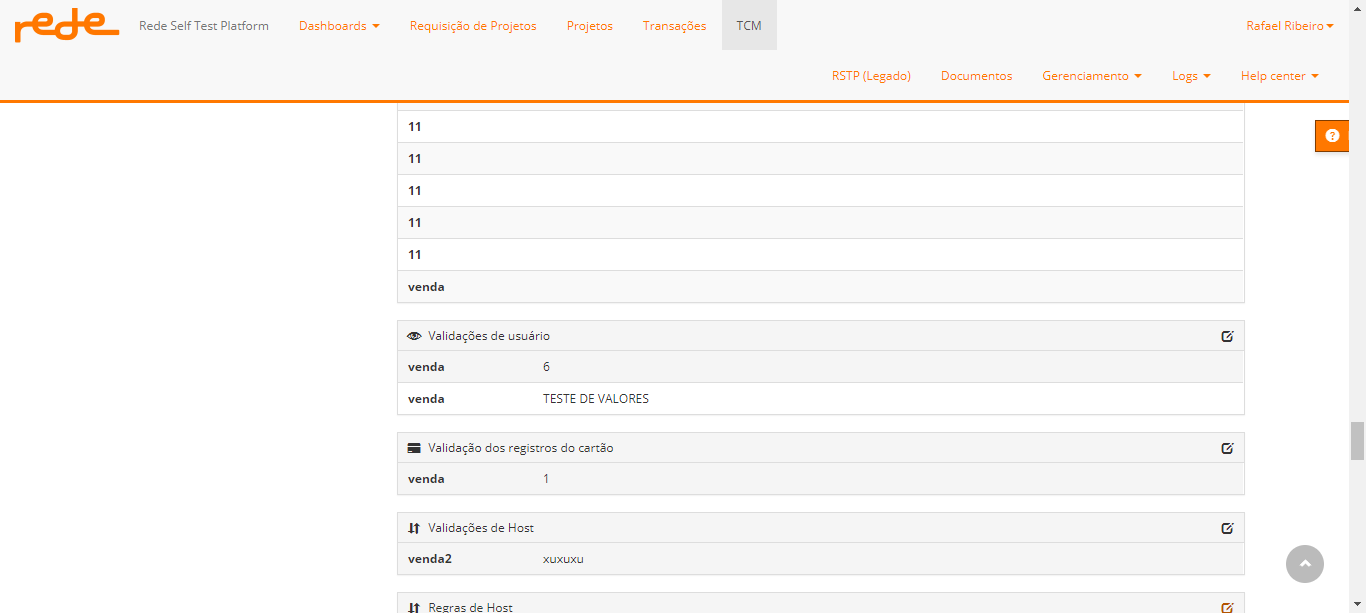 rede Rede Self Test Platform Dashboards Requisição de Projetos Projetos Transações TCM Rafael Ribeiro
RSTP (Legado) Documentos Gerenciamento Logs Help center
11
11
11
11
11
venda
Validações de usuário
venda 6
venda TESTE DE VALORES
Validação dos registros do cartão
venda 1
Validações de Host
venda2 xuxuxu
Regras de Host